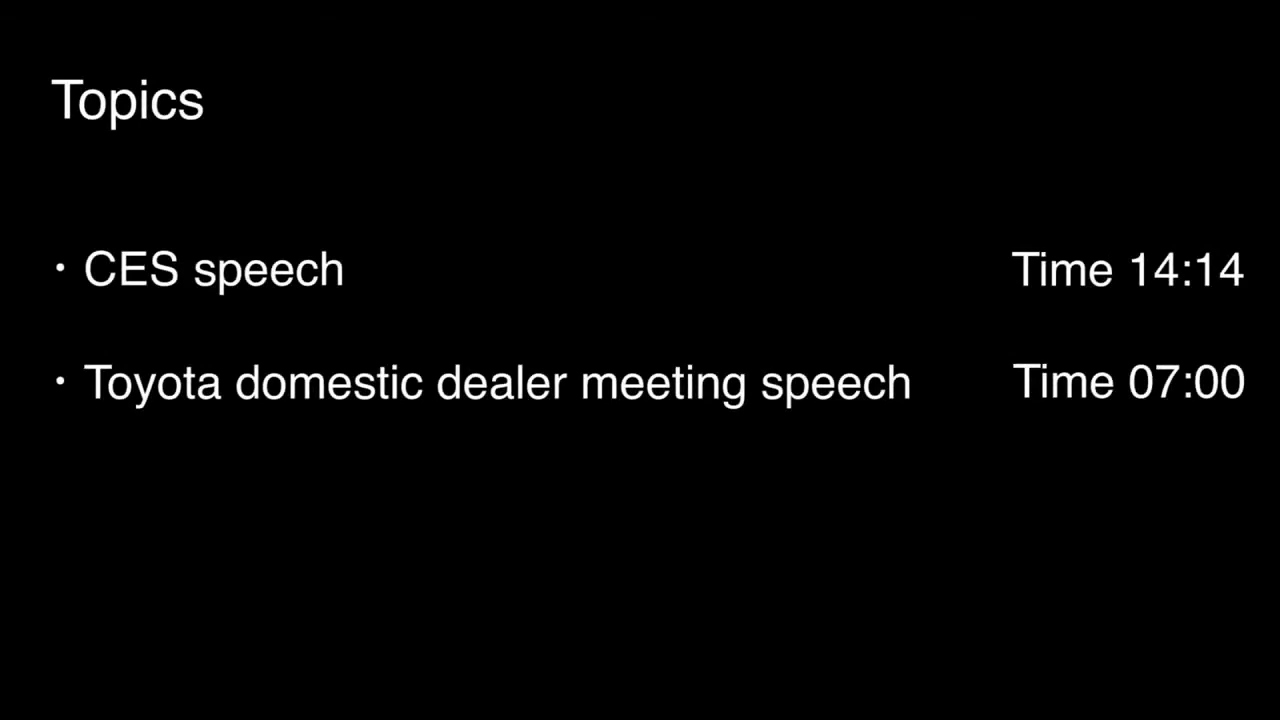 Topics
・CES speech Time 14:14
・Toyota domestic dealer meeting speech Time 07:00